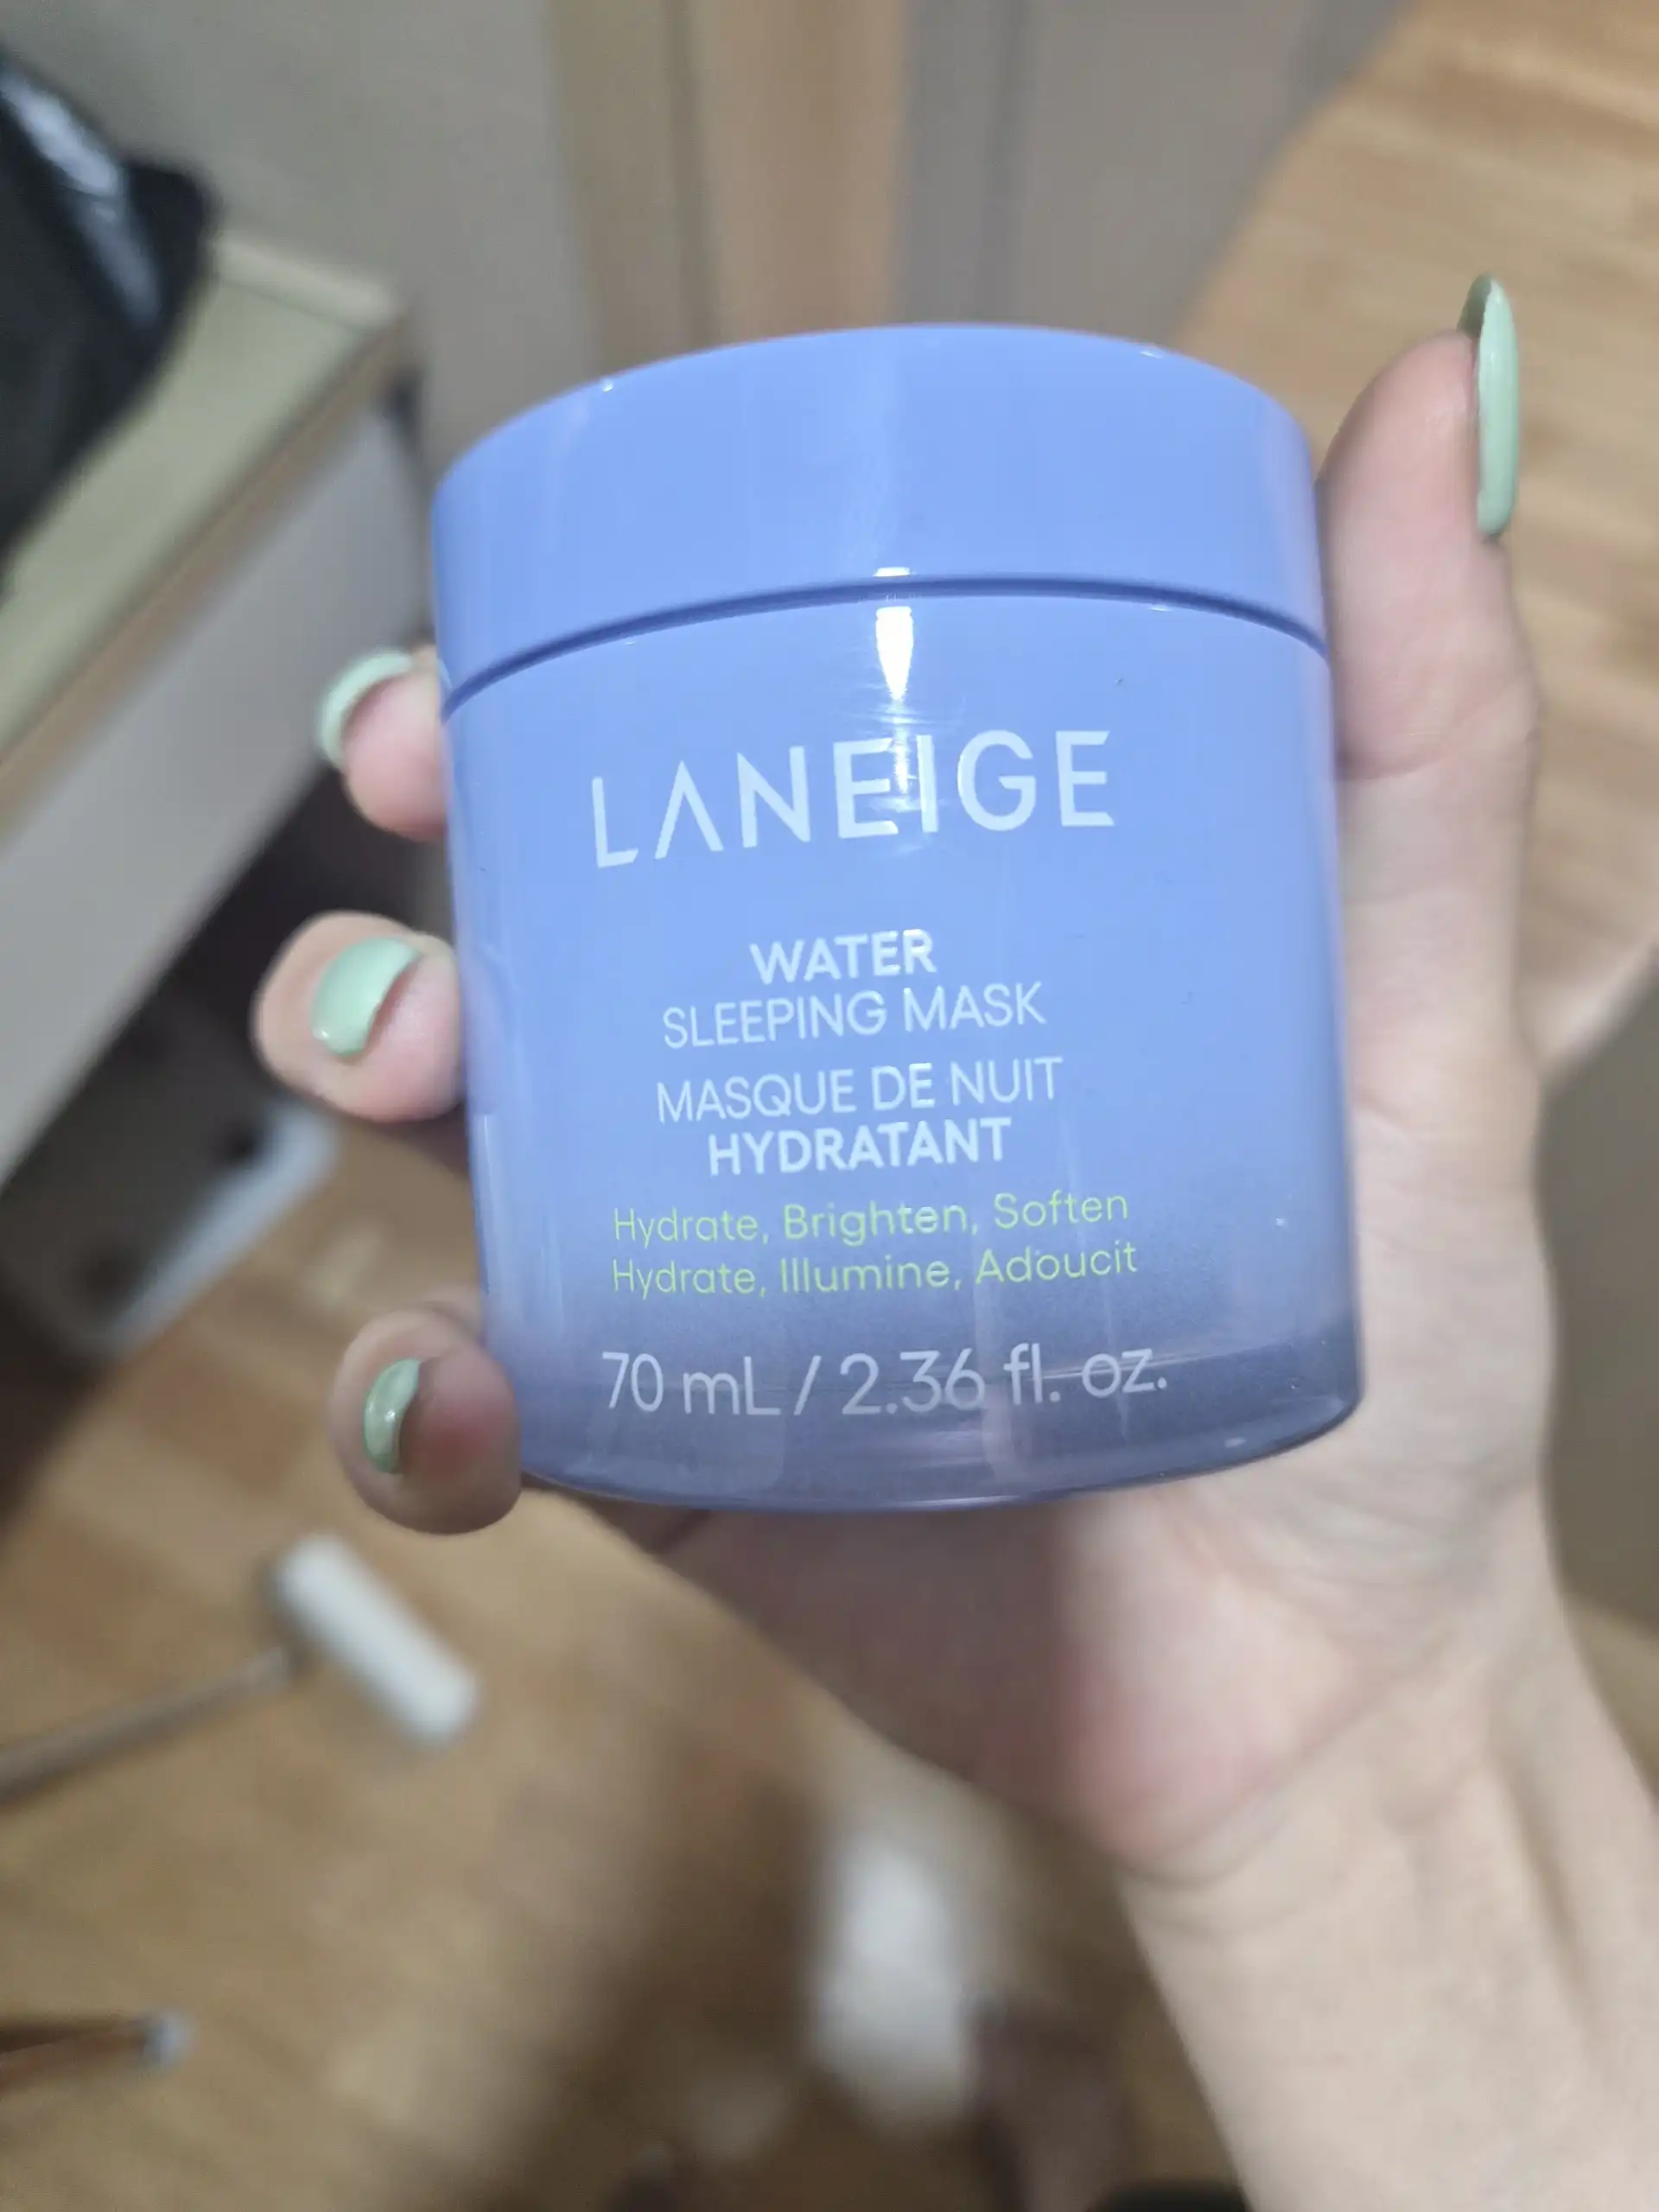 LANEIGE
WATER
SLEEPING MASK
MASQUE DE NUIT
HYDRATANT
Hydrate, Brighten, Soften
Hydrate, Illumine, Adoucit
70 mL / 2.36 fl. oz.